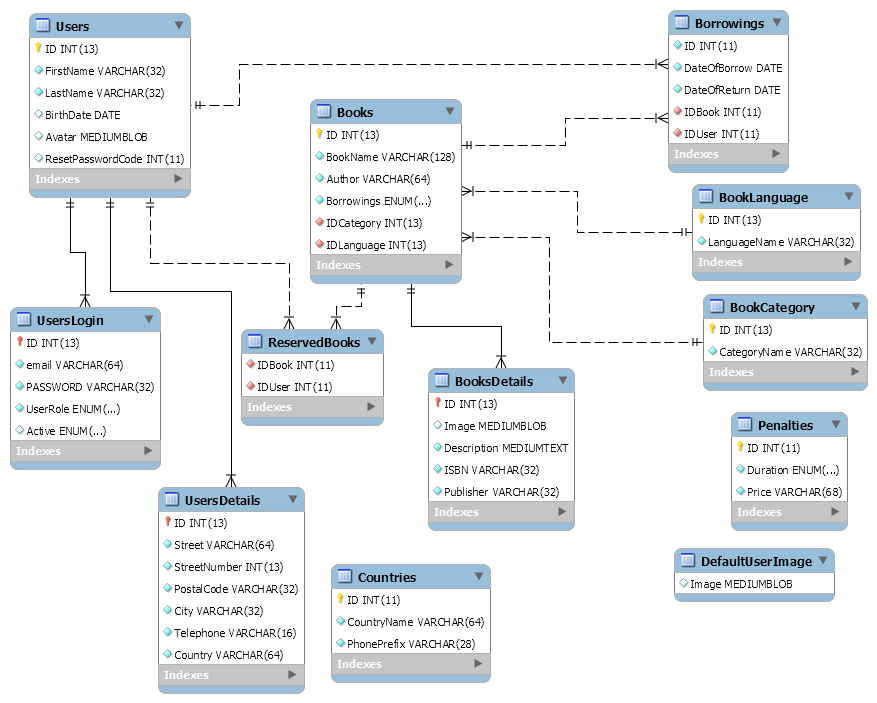 Users
ID INT(13)
FirstName VARCHAR(32)
LastName VARCHAR(32)
BirthDate DATE
Avatar MEDIUMBLOB
ResetPasswordCode INT(11)
Indexes
Books
ID INT(13)
BookName VARCHAR(128)
Author VARCHAR(64)
Borrowings ENUM(...)
IDCategory INT(13)
IDLanguage INT(13)
Indexes
Borrowings
ID INT(11)
DateOfBorrow DATE
DateOfReturn DATE
IDBook INT(11)
IDUser INT(11)
Indexes
BookLanguage
ID INT(13)
LanguageName VARCHAR(32)
Indexes
BookCategory
ID INT(13)
CategoryName VARCHAR(32)
Indexes
UsersLogin
ID INT(13)
email VARCHAR(64)
PASSWORD VARCHAR(32)
UserRole ENUM(...)
Active ENUM(...)
Indexes
ReservedBooks
IDBook INT(11)
IDUser INT(11)
Indexes
BooksDetails
ID INT(13)
Image MEDIUMBLOB
Description MEDIUMTEXT
ISBN VARCHAR(32)
Publisher VARCHAR(32)
Indexes
Penalties
ID INT(11)
Duration ENUM(...)
Price VARCHAR(68)
Indexes
UsersDetails
ID INT(13)
Street VARCHAR(64)
StreetNumber INT(13)
PostalCode VARCHAR(32)
City VARCHAR(32)
Telephone VARCHAR(16)
Country VARCHAR(64)
Indexes
Countries
ID INT(11)
CountryName VARCHAR(64)
PhonePrefix VARCHAR(28)
Indexes
DefaultUserImage
Image MEDIUMBLOB